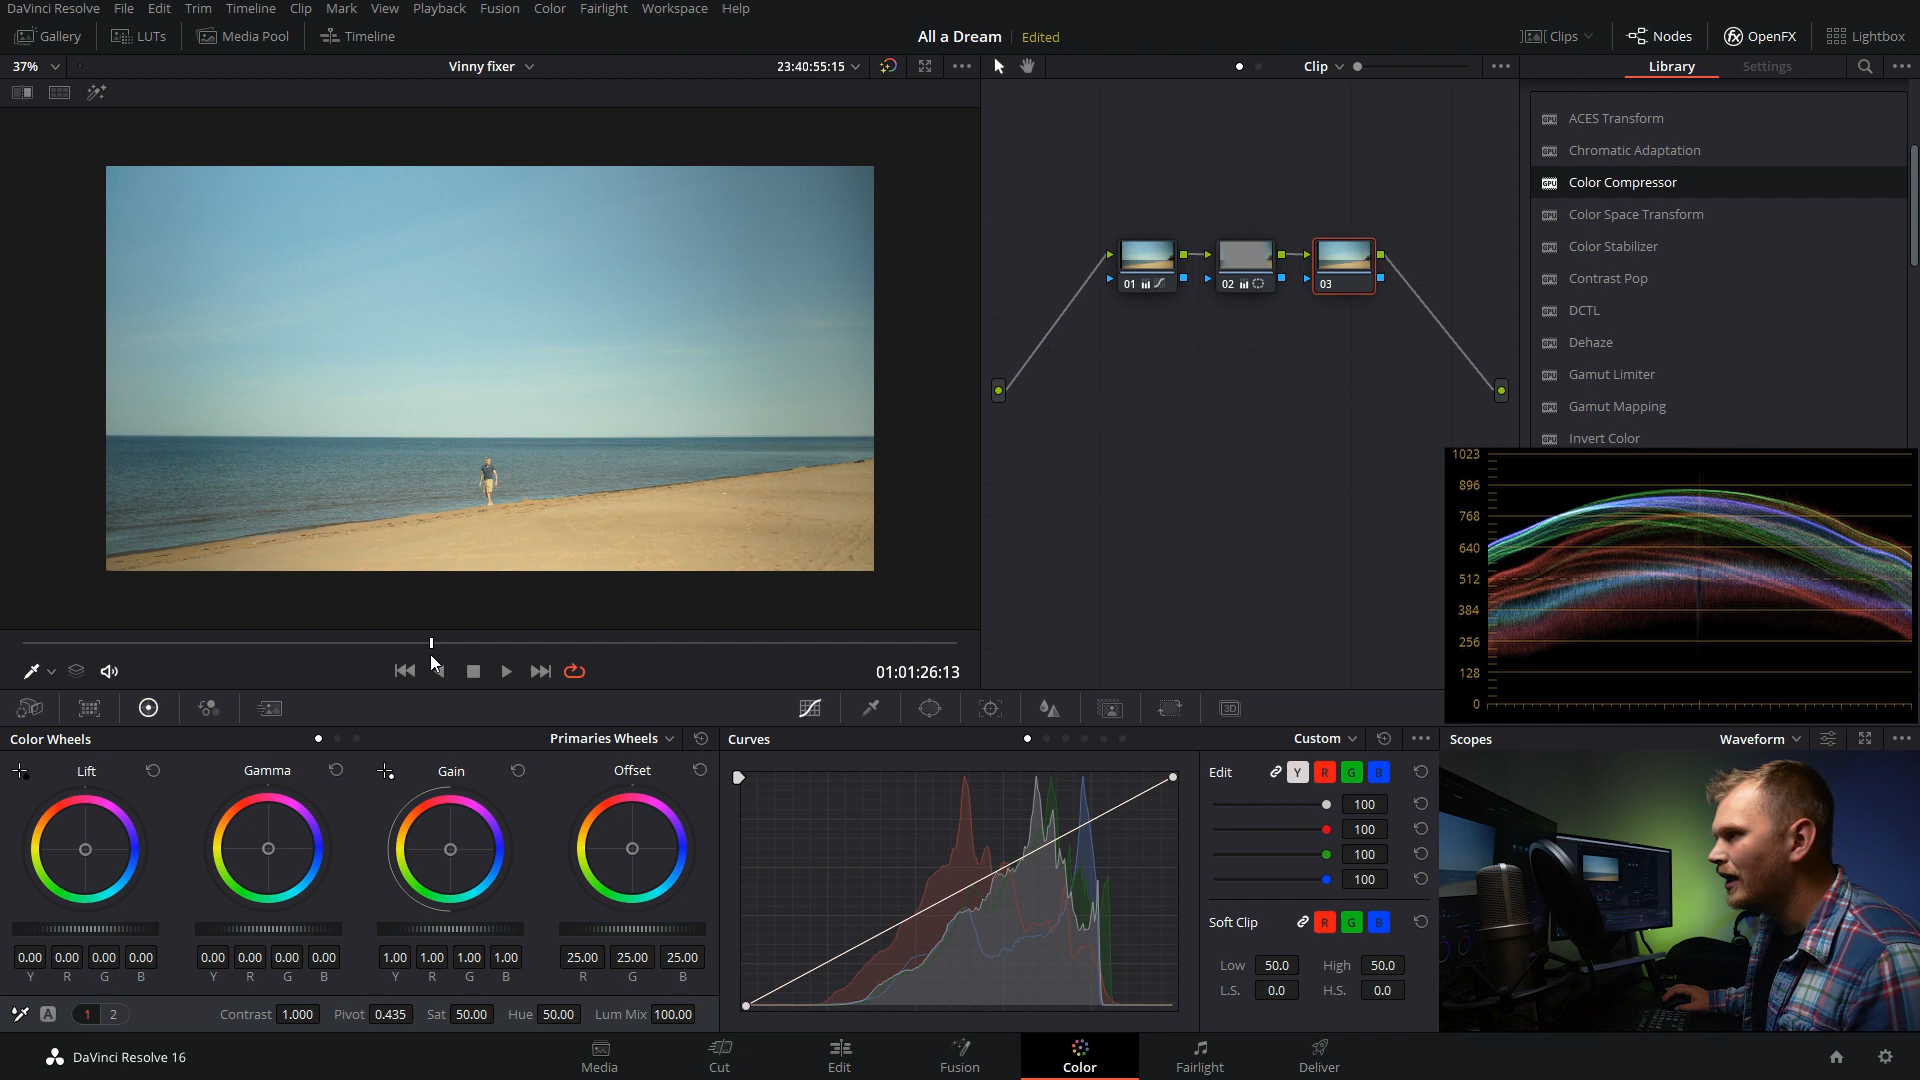 DaVinci Resolve File Edit Trim Timeline Clip Mark View Playback Fusion Color Fairlight Workspace Help
Gallery LUTs Media Pool Timeline All a Dream Edited Clips Nodes OpenFX Lightbox
37% Vinny fixer 23:40:55:15 Clip Library Settings
ACES Transform
Chromatic Adaptation
Color Compressor
Color Space Transform
Color Stabilizer
Contrast Pop
DCTL
Dehaze
Gamut Limiter
Gamut Mapping
Invert Color
01 02 03
1023
896
768
640
512
384
256
128
0
01:01:26:13
3D
Color Wheels Primaries Wheels Curves Custom Scopes Waveform
Lift Gamma Gain Offset
Edit Y R G B
100
100
100
100
Soft Clip R G B
Low 50.0 High 50.0
L.S. 0.0 H.S. 0.0
0.00 0.00 0.00 0.00 0.00 0.00 0.00 0.00 1.00 1.00 1.00 1.00 25.00 25.00 25.00
Y R G B Y R G B Y R G B R G B
A 1 2 Contrast 1.000 Pivot 0.435 Sat 50.00 Hue 50.00 Lum Mix 100.00
DaVinci Resolve 16 Media Cut Edit Fusion Color Fairlight Deliver